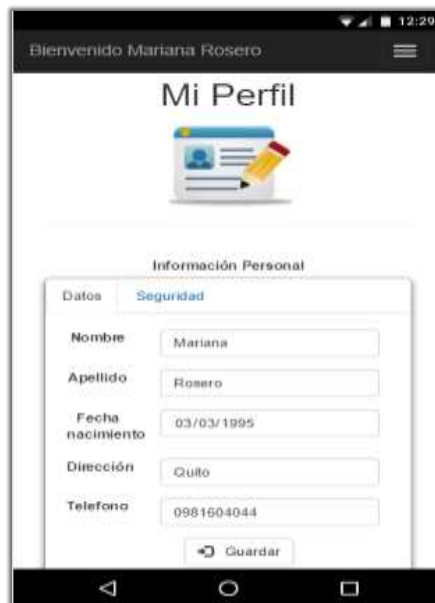 12:29
Bienvenido Mariana Rosero
Mi Perfil
Información Personal
Datos Seguridad
Nombre Mariana
Apellido Rosero
Fecha nacimiento 03/03/1995
Dirección Quito
Telefono 0981604044
Guardar